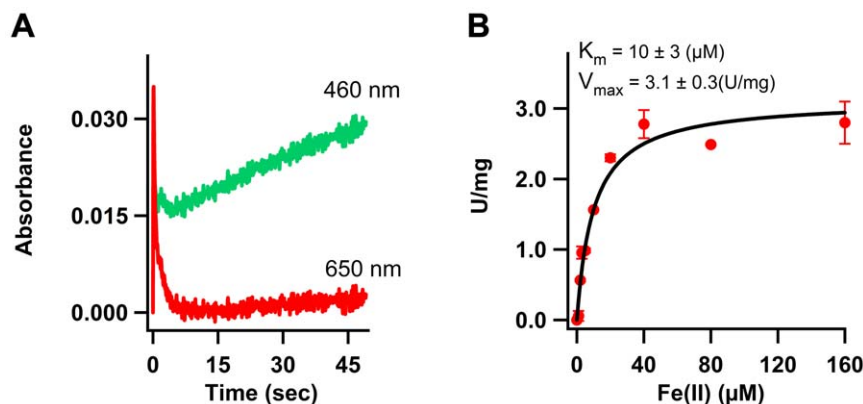 A
Absorbance
0.030
0.015
0.000
460 nm
650 nm
0 15 30 45
Time (sec)
B
Km = 10 ± 3 (µM)
Vmax = 3.1 ± 0.3(U/mg)
U/mg
3.0
2.0
1.0
0.0
0 40 80 120 160
Fe(II) (µM)